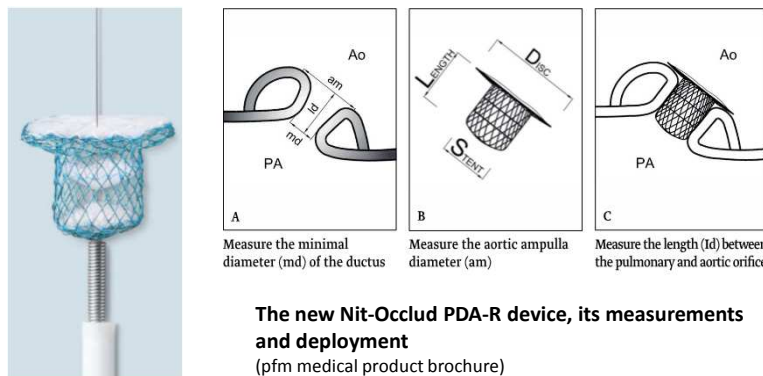 Ao
am
ld
md
PA
A
LENGTH
DISC
STENT
B
Ao
PA
C
Measure the minimal
diameter (md) of the ductus
Measure the aortic ampulla
diameter (am)
Measure the length (Id) between
the pulmonary and aortic orifice
The new Nit-Occlud PDA-R device, its measurements
and deployment
(pfm medical product brochure)